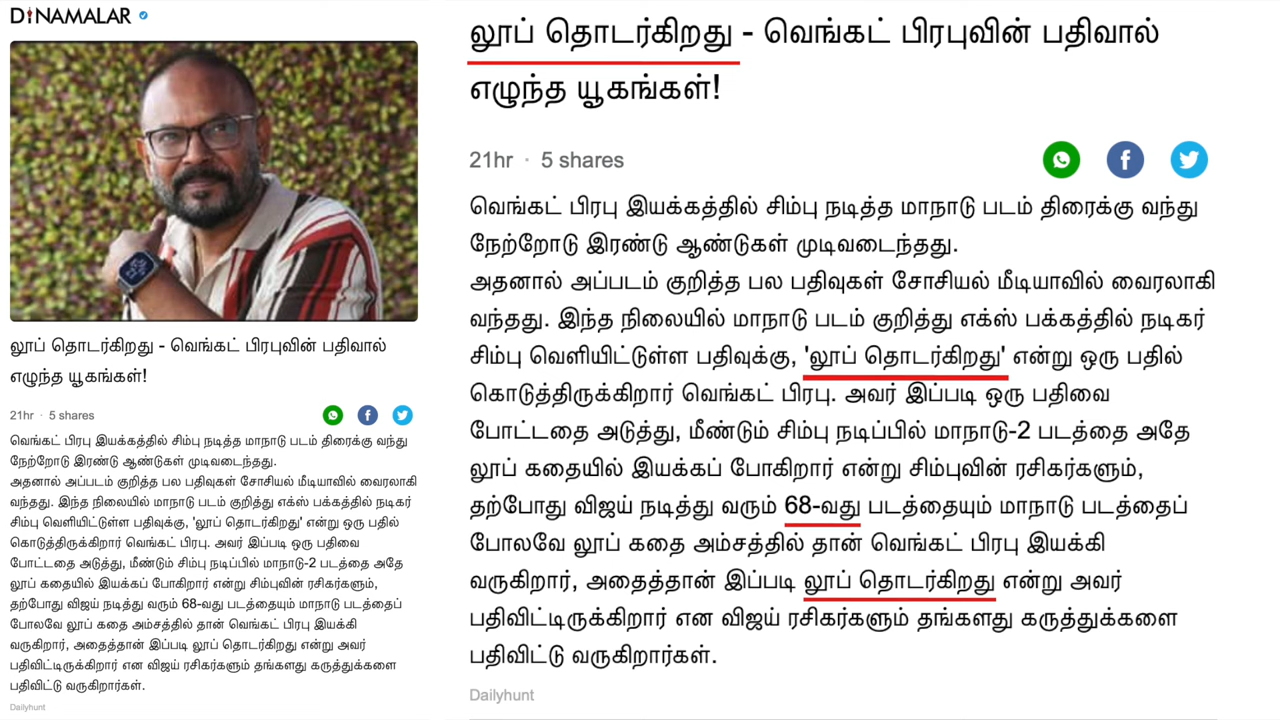 DINAMALAR
லூப் தொடர்கிறது - வெங்கட் பிரபுவின் பதிவால்
எழுந்த யூகங்கள்!
21hr · 5 shares
வெங்கட் பிரபு இயக்கத்தில் சிம்பு நடித்த மாநாடு படம் திரைக்கு வந்து
நேற்றோடு இரண்டு ஆண்டுகள் முடிவடைந்தது.
அதனால் அப்படம் குறித்த பல பதிவுகள் சோசியல் மீடியாவில் வைரலாகி
வந்தது. இந்த நிலையில் மாநாடு படம் குறித்து எக்ஸ் பக்கத்தில் நடிகர்
சிம்பு வெளியிட்டுள்ள பதிவுக்கு, 'லூப் தொடர்கிறது' என்று ஒரு பதில்
கொடுத்திருக்கிறார் வெங்கட் பிரபு. அவர் இப்படி ஒரு பதிவை
போட்டதை அடுத்து, மீண்டும் சிம்பு நடிப்பில் மாநாடு-2 படத்தை அதே
லூப் கதையில் இயக்கப் போகிறார் என்று சிம்புவின் ரசிகர்களும்,
தற்போது விஜய் நடித்து வரும் 68-வது படத்தையும் மாநாடு படத்தைப்
போலவே லூப் கதை அம்சத்தில் தான் வெங்கட் பிரபு இயக்கி
வருகிறார், அதைத்தான் இப்படி லூப் தொடர்கிறது என்று அவர்
பதிவிட்டிருக்கிறார் என விஜய் ரசிகர்களும் தங்களது கருத்துக்களை
பதிவிட்டு வருகிறார்கள்.
Dailyhunt
லூப் தொடர்கிறது - வெங்கட் பிரபுவின் பதிவால்
எழுந்த யூகங்கள்!
21hr · 5 shares
வெங்கட் பிரபு இயக்கத்தில் சிம்பு நடித்த மாநாடு படம் திரைக்கு வந்து
நேற்றோடு இரண்டு ஆண்டுகள் முடிவடைந்தது.
அதனால் அப்படம் குறித்த பல பதிவுகள் சோசியல் மீடியாவில் வைரலாகி
வந்தது. இந்த நிலையில் மாநாடு படம் குறித்து எக்ஸ் பக்கத்தில் நடிகர்
சிம்பு வெளியிட்டுள்ள பதிவுக்கு, 'லூப் தொடர்கிறது' என்று ஒரு பதில்
கொடுத்திருக்கிறார் வெங்கட் பிரபு. அவர் இப்படி ஒரு பதிவை
போட்டதை அடுத்து, மீண்டும் சிம்பு நடிப்பில் மாநாடு-2 படத்தை அதே
லூப் கதையில் இயக்கப் போகிறார் என்று சிம்புவின் ரசிகர்களும்,
தற்போது விஜய் நடித்து வரும் 68-வது படத்தையும் மாநாடு படத்தைப்
போலவே லூப் கதை அம்சத்தில் தான் வெங்கட் பிரபு இயக்கி
வருகிறார், அதைத்தான் இப்படி லூப் தொடர்கிறது என்று அவர்
பதிவிட்டிருக்கிறார் என விஜய் ரசிகர்களும் தங்களது கருத்துக்களை
பதிவிட்டு வருகிறார்கள்.
Dailyhunt